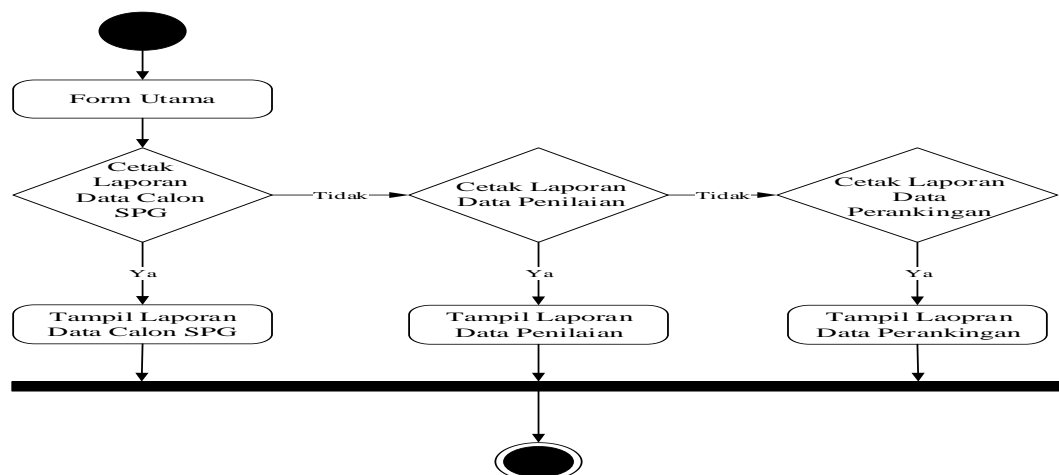 Form Utama
Cetak
Laporan
Data Calon
SPG
Tidak
Cetak Laporan
Data Penilaian
Tidak
Cetak Laporan
Data
Perankingan
Ya
Ya
Ya
Tampil Laporan
Data Calon SPG
Tampil Laporan
Data Penilaian
Tampil Laopran
Data Perankingan